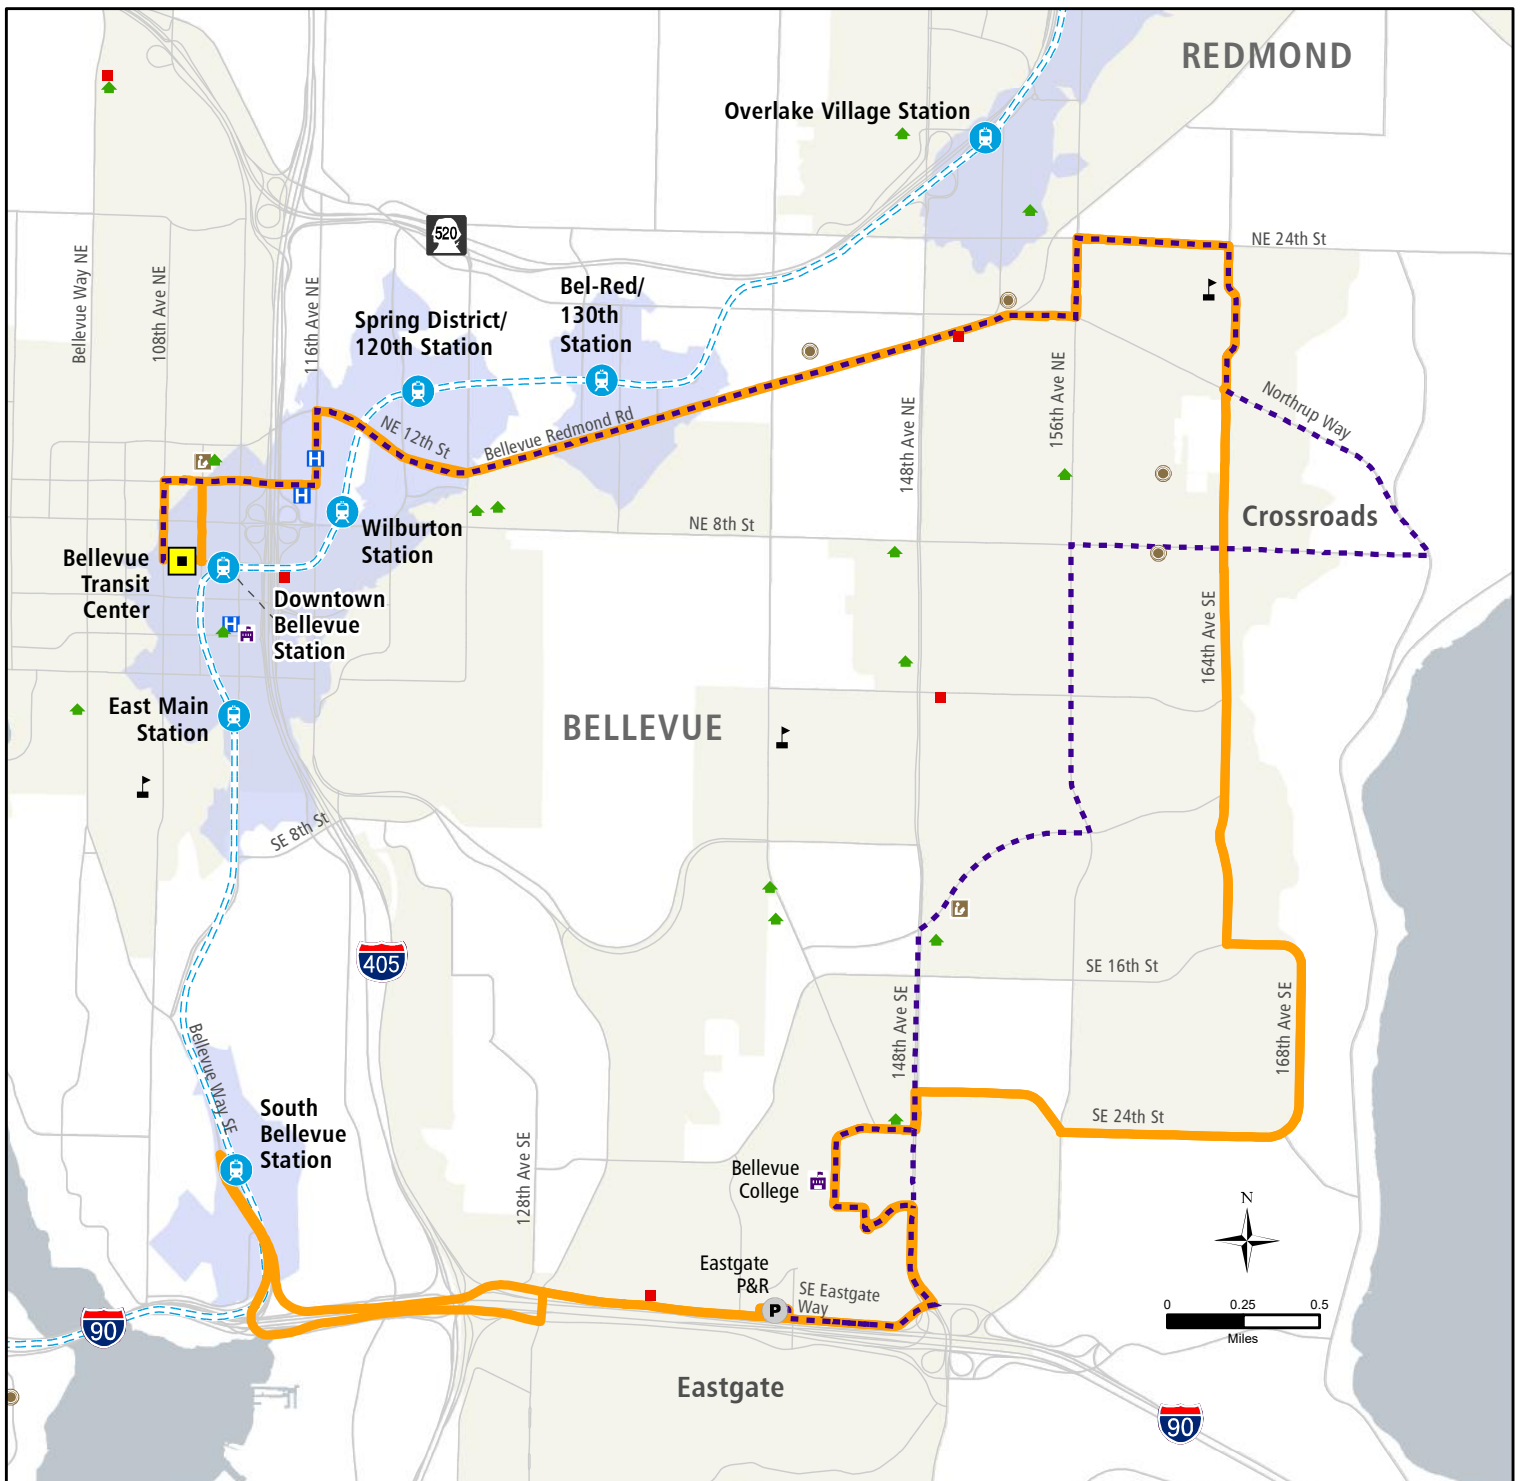 REDMOND
Overlake Village Station
520
NE 24th St
Bellevue Way NE
108th Ave NE
116th Ave NE
Bel-Red/
130th
Station
Spring District/
120th Station
NE 12th St
Bellevue Redmond Rd
148th Ave NE
156th Ave NE
Northrup Way
H
H
Wilburton
Station
NE 8th St
Crossroads
Bellevue
Transit
Center
Downtown
Bellevue
Station
H
164th Ave SE
East Main
Station
BELLEVUE
SE 8th St
405
SE 16th St
148th Ave SE
168th Ave SE
Bellevue Way SE
South
Bellevue
Station
SE 24th St
128th Ave SE
Bellevue
College
N
Eastgate
P&R
P
SE Eastgate
Way
0 0.25 0.5
Miles
90
Eastgate
90